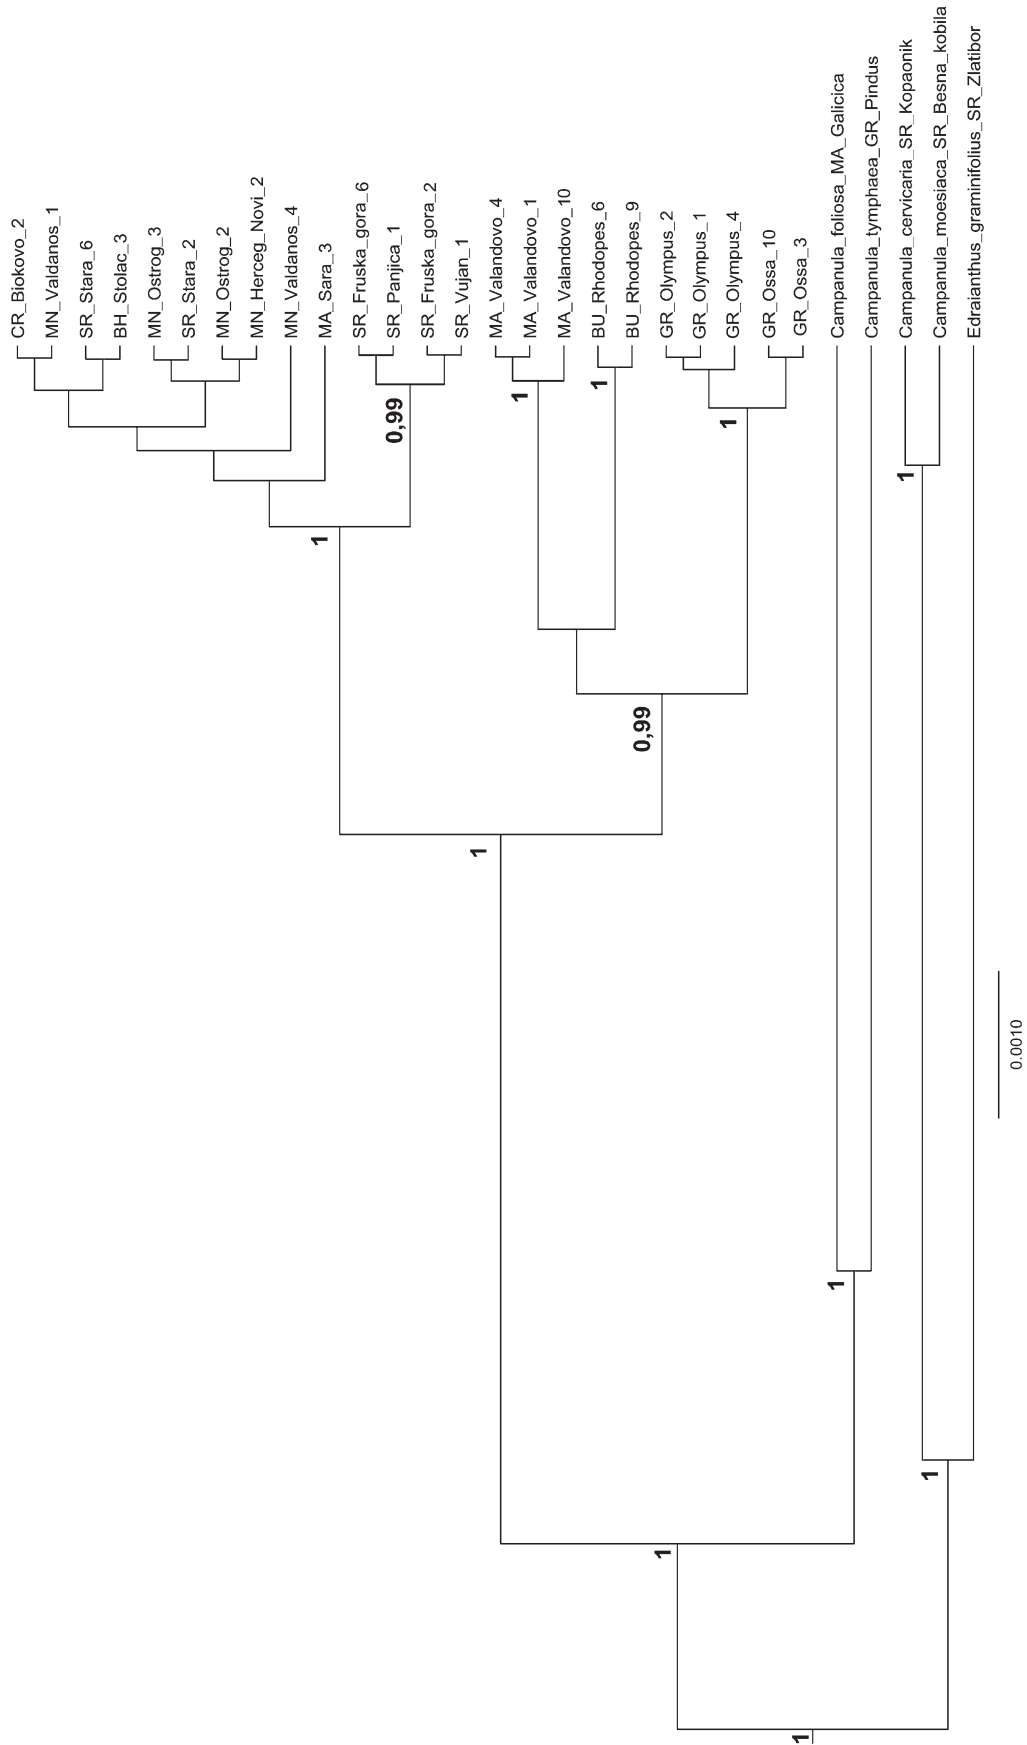 CR_Biokovo_2
MN_Valdanos_1
SR_Stara_6
BH_Stolac_3
MN_Ostrog_3
SR_Stara_2
MN_Ostrog_2
MN_Herceg_Novi_2
MN_Valdanos_4
MA_Sara_3
SR_Fruska_gora_6
SR_Panjica_1
SR_Fruska_gora_2
SR_Vujan_1
MA_Valandovo_4
MA_Valandovo_1
MA_Valandovo_10
BU_Rhodopes_6
BU_Rhodopes_9
GR_Olympus_2
GR_Olympus_1
GR_Olympus_4
GR_Ossa_10
GR_Ossa_3
Campanula_foliosa_MA_Galicica
Campanula_tymphaea_GR_Pindus
Campanula_cervicaria_SR_Kopaonik
Campanula_moesiaca_SR_Besna_kobila
Edraianthus_graminifolius_SR_Zlatibor
1
0,99
1
1
1
0,99
1
1
1
1
1
1
0.0010